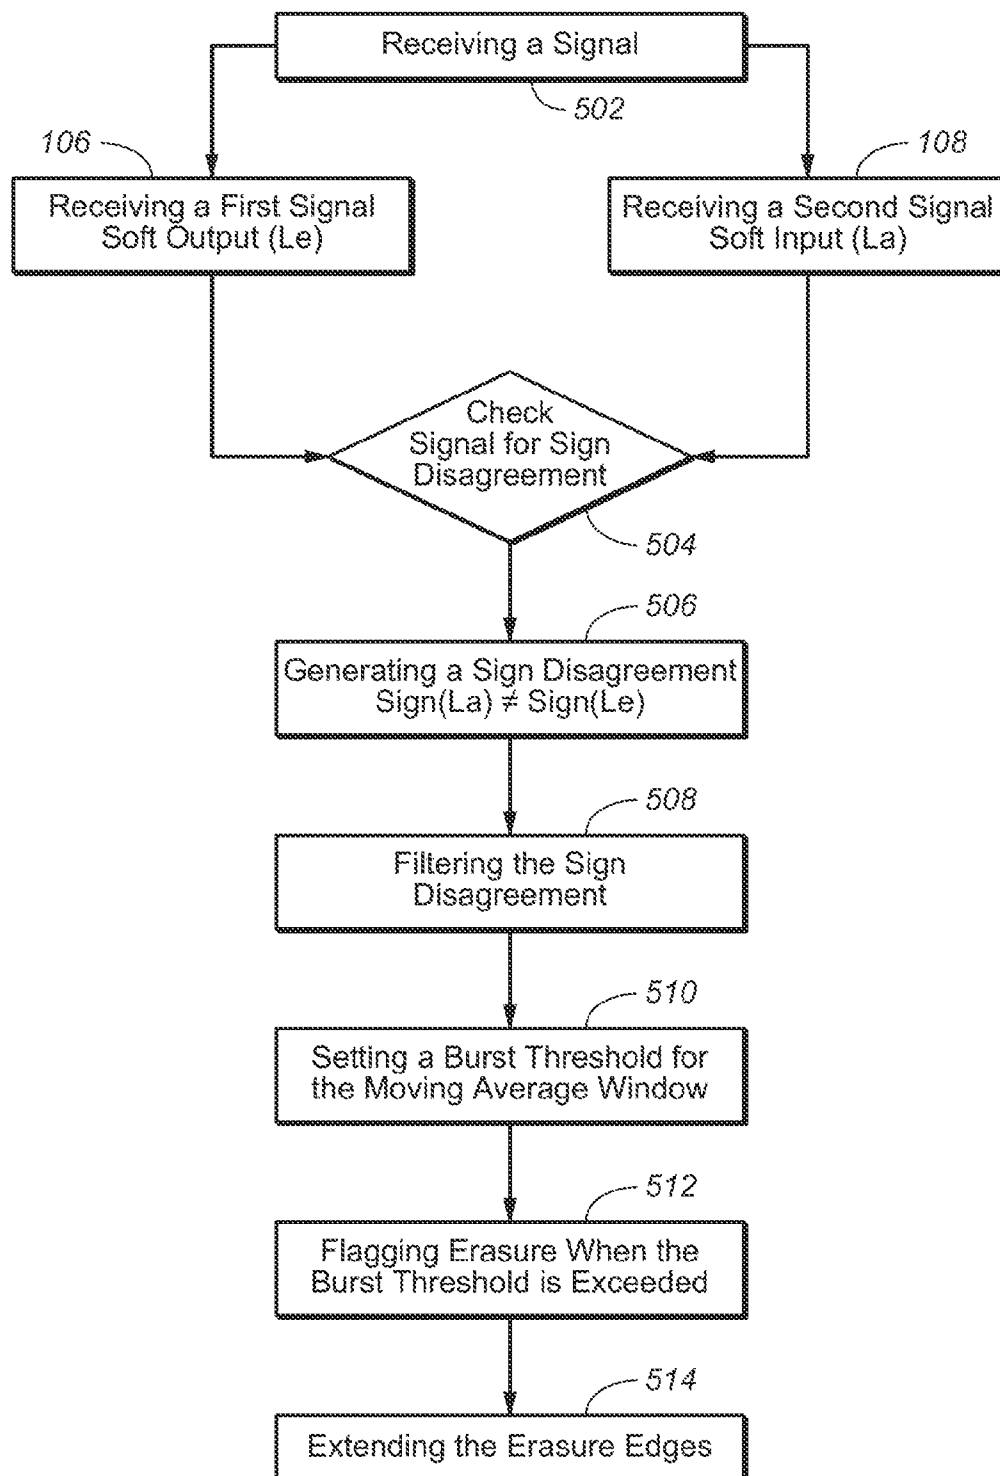 Receiving a Signal
502
106
108
Receiving a First Signal
Soft Output (Le)
Receiving a Second Signal
Soft Input (La)
Check
Signal for Sign
Disagreement
504
506
Generating a Sign Disagreement
Sign(La) ≠ Sign(Le)
508
Filtering the Sign
Disagreement
510
Setting a Burst Threshold for
the Moving Average Window
512
Flagging Erasure When the
Burst Threshold is Exceeded
514
Extending the Erasure Edges